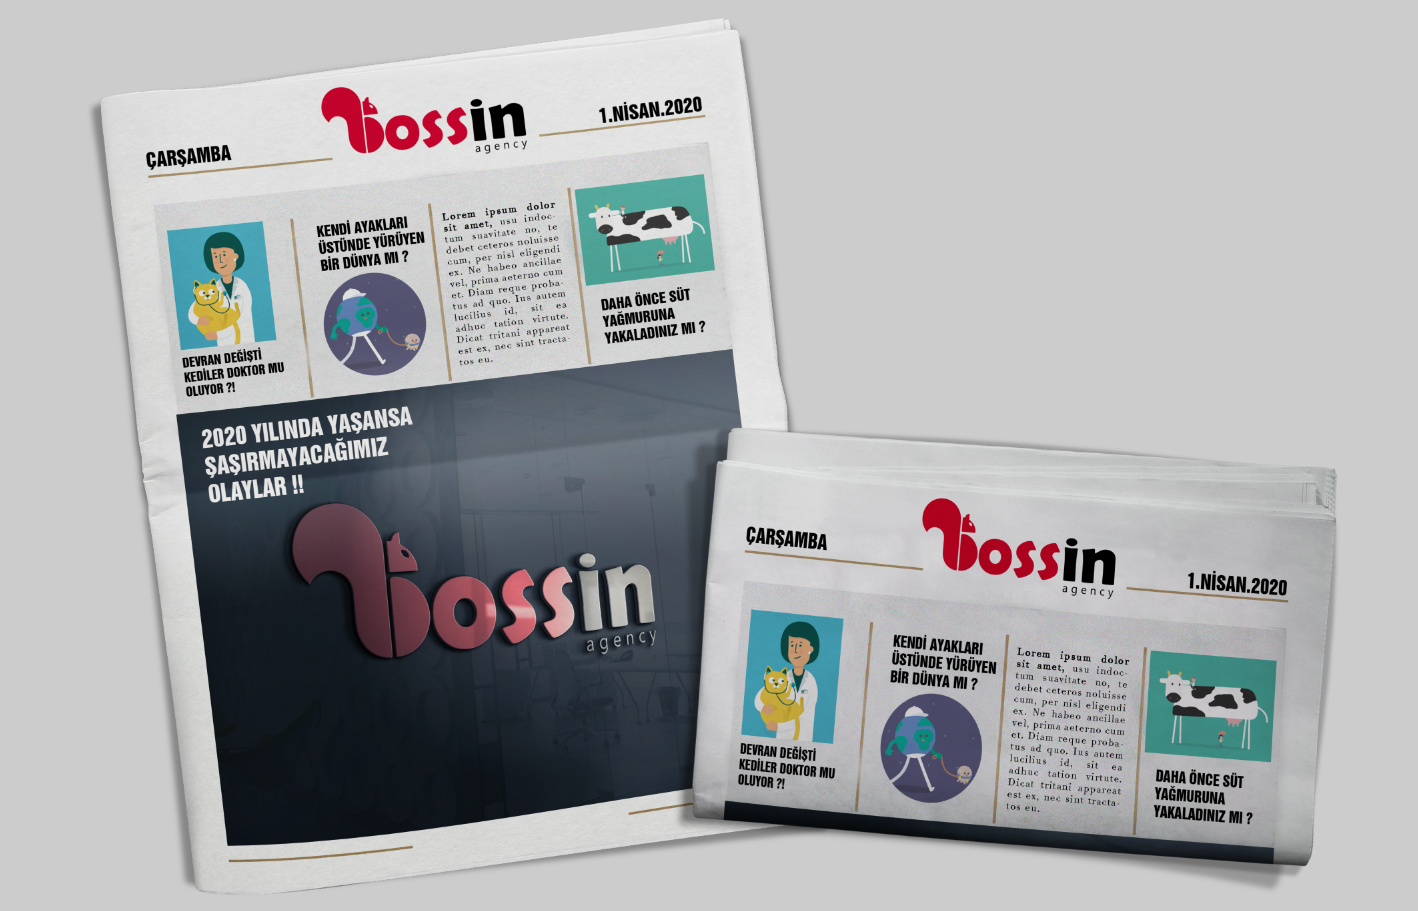 ÇARŞAMBA
bossin
agency
1.NİSAN.2020
DEVRAN DEĞİŞTİ
KEDİLER DOKTOR MU
OLUYOR ?!
KENDİ AYAKLARI
ÜSTÜNDE YÜRÜYEN
BİR DÜNYA MI ?
Lorem ipsum dolor
sit amet, usu indoc-
tum suavitate no, te
debet ceteros noluisse
cum, per nisl eligendi
ex. Ne habeo ancillae
vel, prima aeterno cum
et. Diam reque proba-
tus ad quo. Ius autem
lucilius id, sit ea
adhuc tation virtute.
Dicat tritani appareat
est ex, nec sint tracta-
tos eu.
DAHA ÖNCE SÜT
YAĞMURUNA
YAKALADINIZ MI ?
2020 YILINDA YAŞANSA
ŞAŞIRMAYACAĞIMIZ
OLAYLAR !!
bossin
agency
ÇARŞAMBA
bossin
agency
1.NİSAN.2020
DEVRAN DEĞİŞTİ
KEDİLER DOKTOR MU
OLUYOR ?!
KENDİ AYAKLARI
ÜSTÜNDE YÜRÜYEN
BİR DÜNYA MI ?
Lorem ipsum dolor
sit amet, usu indoc-
tum suavitate no, te
debet ceteros noluisse
cum, per nisl eligendi
ex. Ne habeo ancillae
vel, prima aeterno cum
et. Diam reque proba-
tus ad quo. Ius autem
lucilius id, sit ea
adhuc tation virtute.
Dicat tritani appareat
est ex, nec sint tracta-
tos eu.
DAHA ÖNCE SÜT
YAĞMURUNA
YAKALADINIZ MI ?